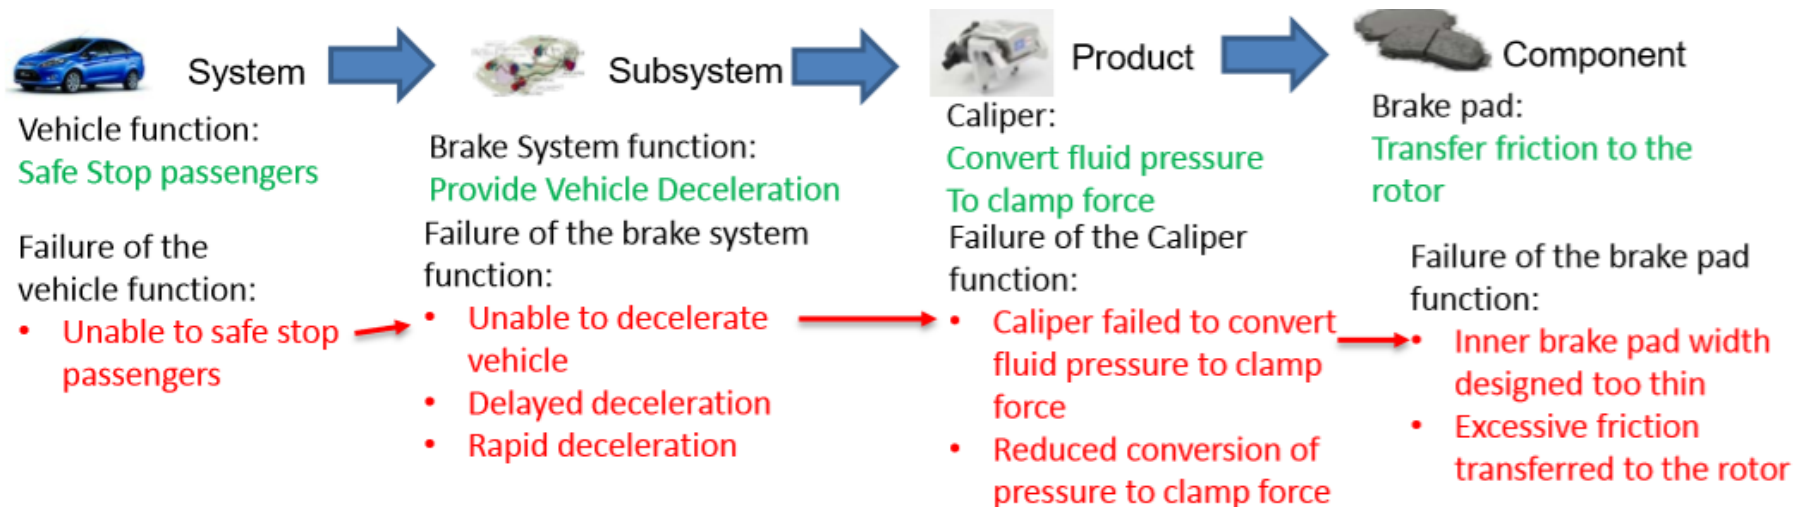 System
Vehicle function:
Safe Stop passengers
Failure of the
vehicle function:
• Unable to safe stop
passengers
Subsystem
Brake System function:
Provide Vehicle Deceleration
Failure of the brake system
function:
• Unable to decelerate
vehicle
• Delayed deceleration
• Rapid deceleration
Product
Caliper:
Convert fluid pressure
To clamp force
Failure of the Caliper
function:
• Caliper failed to convert
fluid pressure to clamp
force
• Reduced conversion of
pressure to clamp force
Component
Brake pad:
Transfer friction to the
rotor
Failure of the brake pad
function:
• Inner brake pad width
designed too thin
• Excessive friction
transferred to the rotor